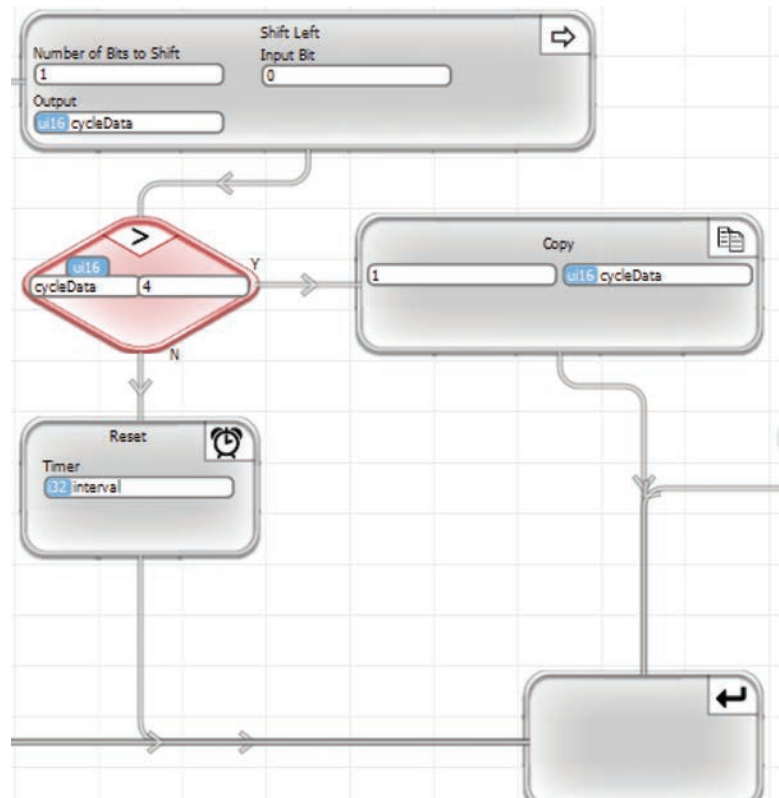 Shift Left
Number of Bits to Shift Input Bit
1 0
Output
ui16 cycleData
>
ui16
cycleData 4
Y
N
Copy
1 ui16 cycleData
Reset
Timer
i32 interval